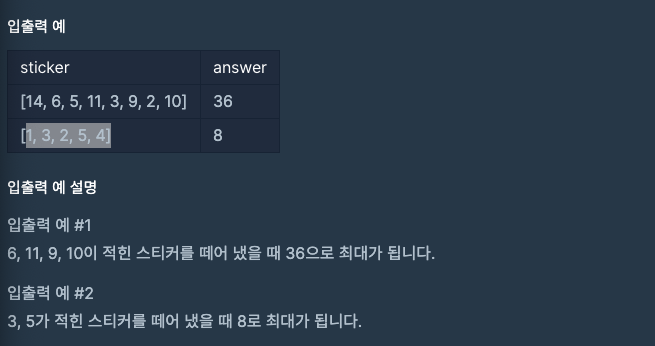 입출력 예
sticker answer
[14, 6, 5, 11, 3, 9, 2, 10] 36
[1, 3, 2, 5, 4] 8
입출력 예 설명
입출력 예 #1
6, 11, 9, 10이 적힌 스티커를 떼어 냈을 때 36으로 최대가 됩니다.
입출력 예 #2
3, 5가 적힌 스티커를 떼어 냈을 때 8로 최대가 됩니다.